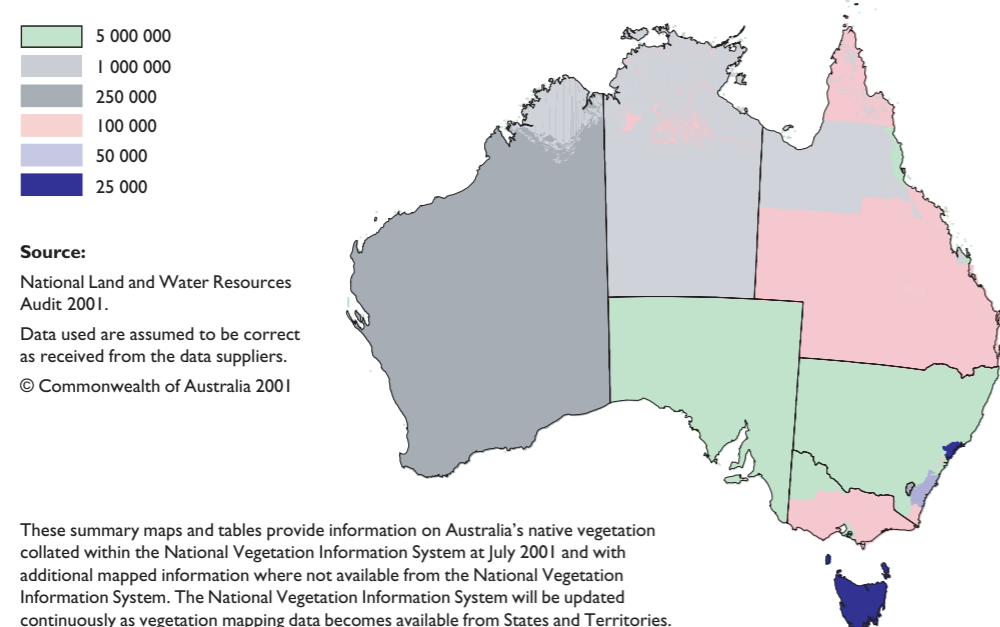 5 000 000
1 000 000
250 000
100 000
50 000
25 000
Source:
National Land and Water Resources
Audit 2001.
Data used are assumed to be correct
as received from the data suppliers.
© Commonwealth of Australia 2001
These summary maps and tables provide information on Australia’s native vegetation
collated within the National Vegetation Information System at July 2001 and with
additional mapped information where not available from the National Vegetation
Information System. The National Vegetation Information System will be updated
continuously as vegetation mapping data becomes available from States and Territories.